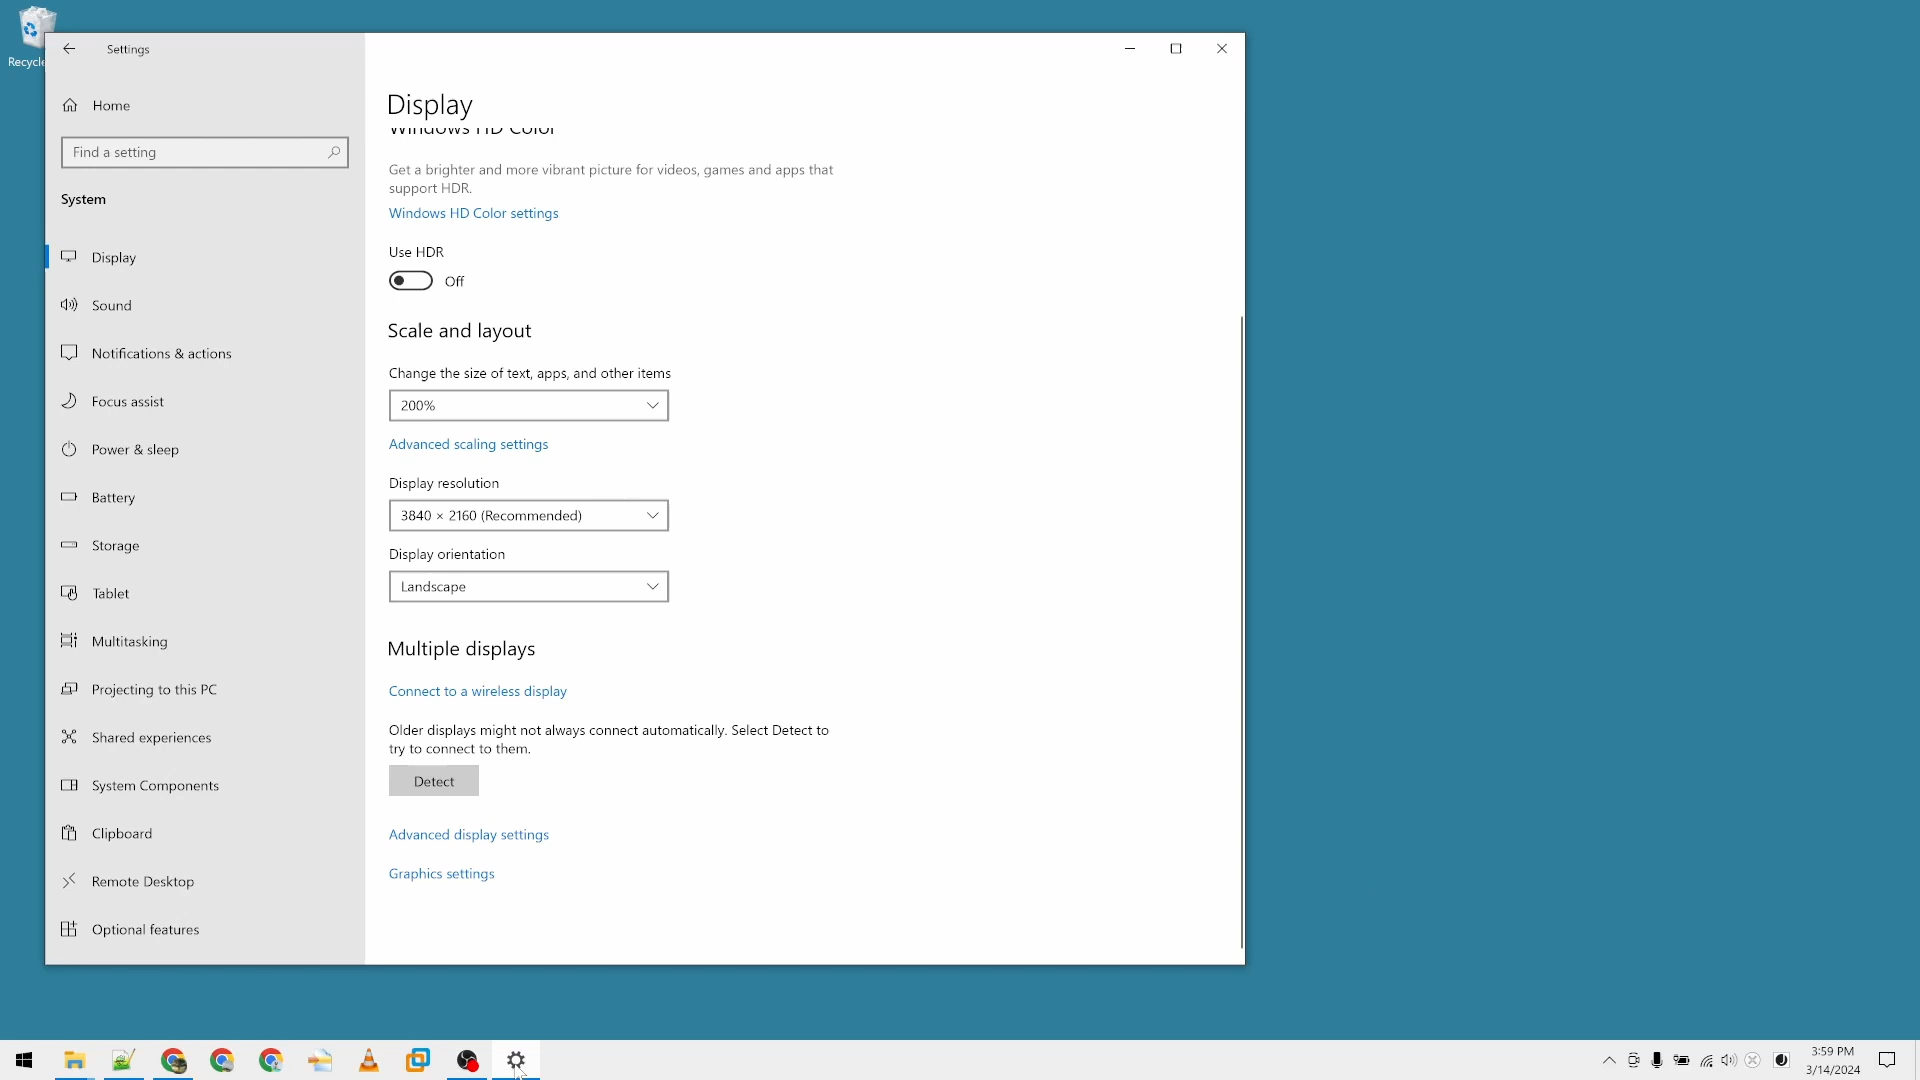 Recycle
Settings
Home
Find a setting
System
Display
Sound
Notifications & actions
Focus assist
Power & sleep
Battery
Storage
Tablet
Multitasking
Projecting to this PC
Shared experiences
System Components
Clipboard
Remote Desktop
Optional features
Display
Windows HD Color
Get a brighter and more vibrant picture for videos, games and apps that
support HDR.
Windows HD Color settings
Use HDR
Off
Scale and layout
Change the size of text, apps, and other items
200%
Advanced scaling settings
Display resolution
3840 × 2160 (Recommended)
Display orientation
Landscape
Multiple displays
Connect to a wireless display
Older displays might not always connect automatically. Select Detect to
try to connect to them.
Detect
Advanced display settings
Graphics settings
3:59 PM
3/14/2024